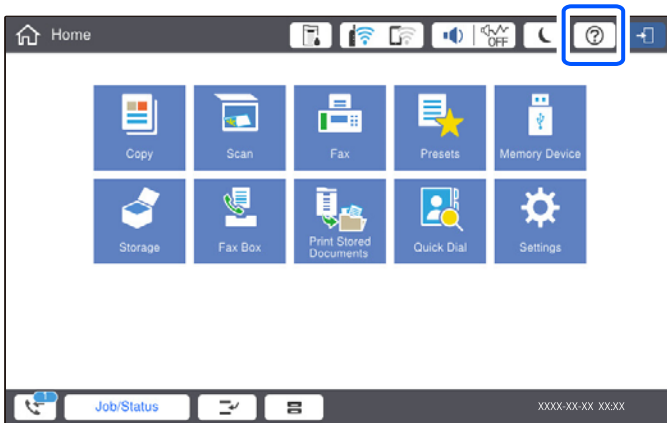 Home
OFF
?
Copy
Scan
Fax
Presets
Memory Device
Storage
Fax Box
Print Stored
Documents
Quick Dial
Settings
1
Job/Status
XXXX-XX-XX XX:XX